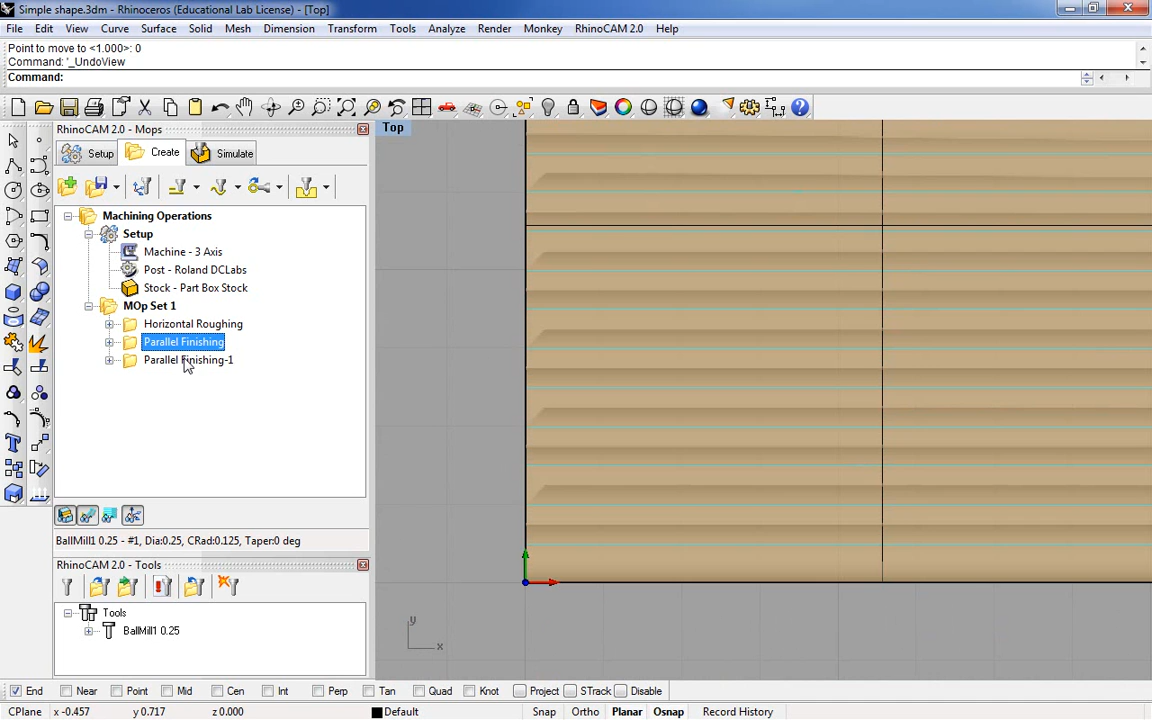 Simple shape.3dm - Rhinoceros (Educational Lab License) - [Top]
File Edit View Curve Surface Solid Mesh Dimension Transform Tools Analyze Render Monkey RhinoCAM 2.0 Help
Point to move to <1.000>: 0
Command: '_UndoView
Command:
RhinoCAM 2.0 - Mops
Setup Create Simulate
Machining Operations
Setup
Machine - 3 Axis
Post - Roland DCLabs
Stock - Part Box Stock
MOp Set 1
Horizontal Roughing
Parallel Finishing
Parallel Finishing-1
BallMill1 0.25 - #1, Dia:0.25, CRad:0.125, Taper:0 deg
RhinoCAM 2.0 - Tools
Tools
BallMill1 0.25
Top
y
x
End Near Point Mid Cen Int Perp Tan Quad Knot Project STrack Disable
CPlane x -0.457 y 0.717 z 0.000 Default Snap Ortho Planar Osnap Record History